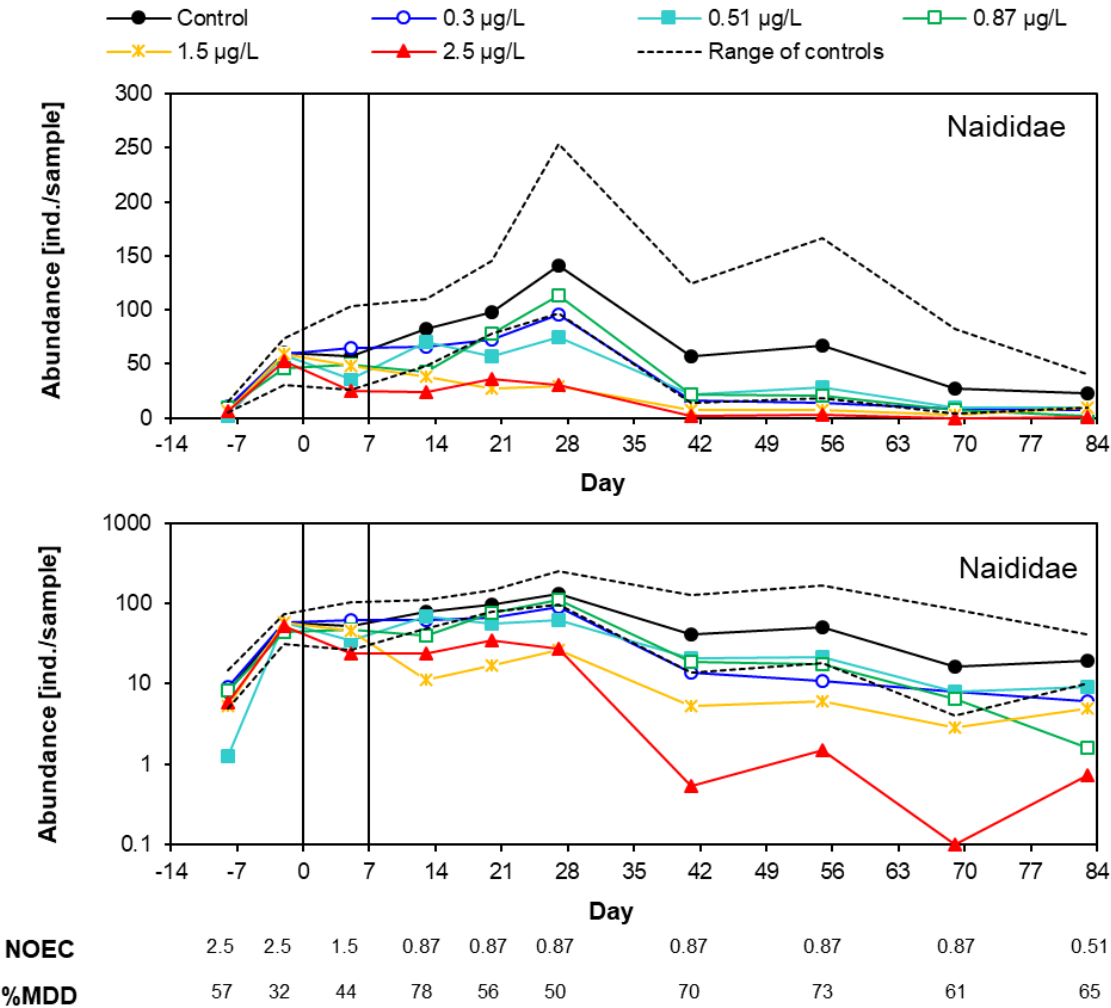 Control 0.3 µg/L 0.51 µg/L 0.87 µg/L
1.5 µg/L 2.5 µg/L Range of controls
Abundance [ind./sample]
300
250
200
150
100
50
0
Naididae
-14 -7 0 7 14 21 28 35 42 49 56 63 70 77 84
Day
Abundance [ind./sample]
1000
100
10
1
0.1
Naididae
-14 -7 0 7 14 21 28 35 42 49 56 63 70 77 84
Day
NOEC 2.5 2.5 1.5 0.87 0.87 0.87 0.87 0.87 0.87 0.51
%MDD 57 32 44 78 56 50 70 73 61 65